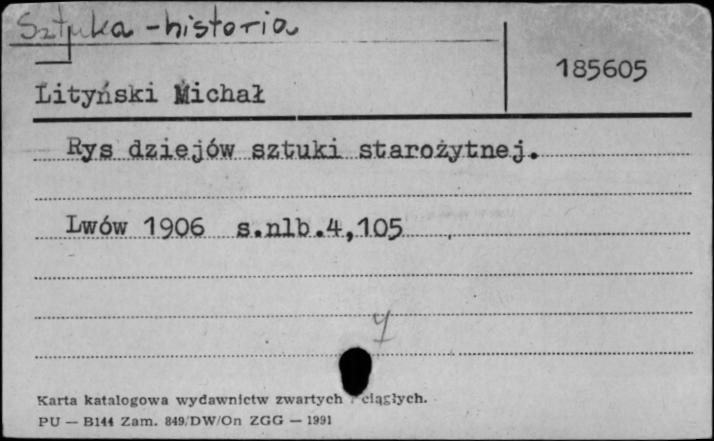 Sztuka - historia
185605
Lityński Michał
Rys dziejów sztuki starożytnej.
Lwów 1906 s.nlb.4,105
Karta katalogowa wydawnictw zwartych i ciągłych.
PU — B144 Zam. 849/DW/On ZGG — 1991